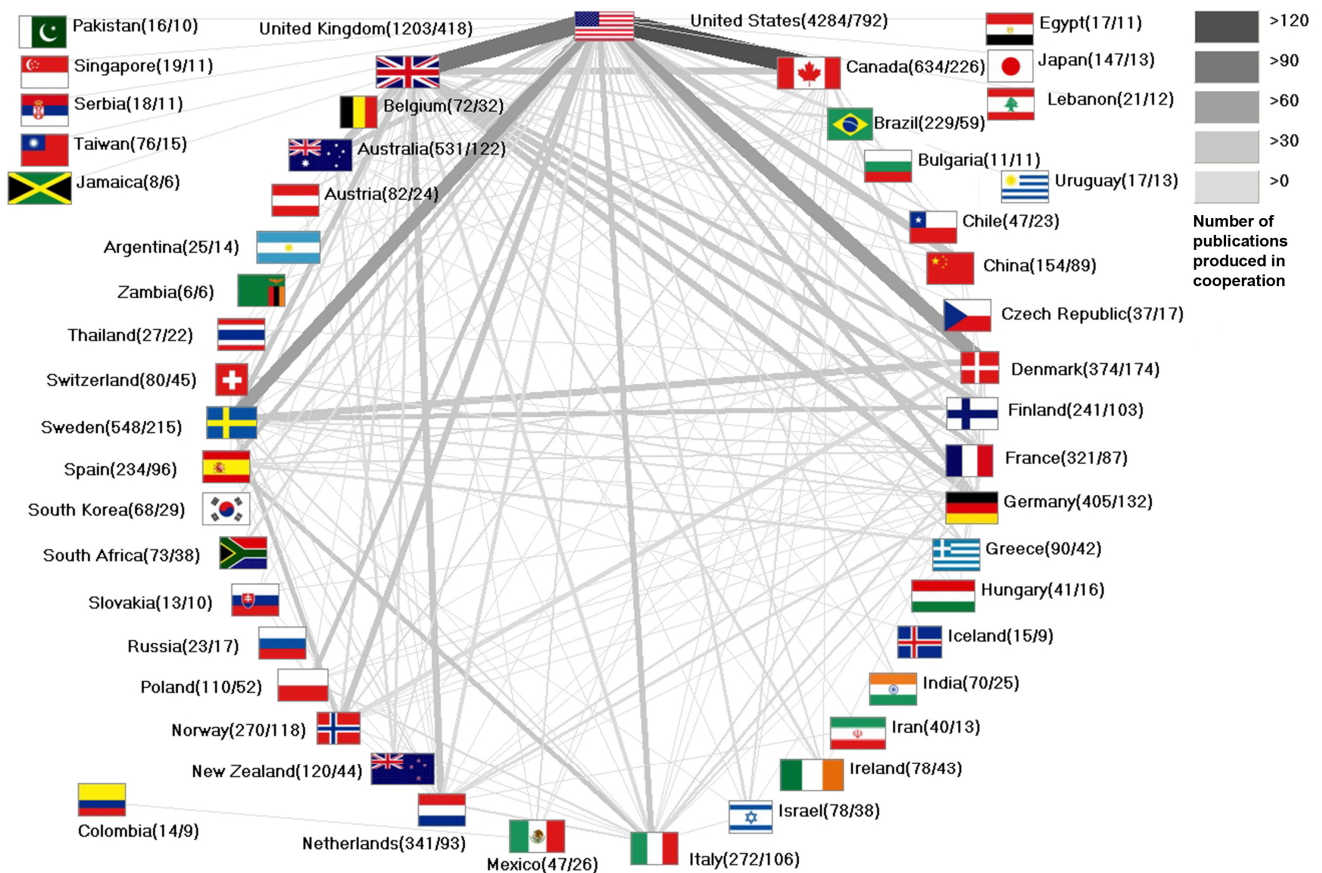 Pakistan(16/10)
United Kingdom(1203/418)
United States(4284/792)
Egypt(17/11)
>120
Singapore(19/11)
Canada(634/226)
Japan(147/13)
>90
Serbia(18/11)
Belgium(72/32)
Brazil(229/59)
Lebanon(21/12)
>60
Taiwan(76/15)
Australia(531/122)
Bulgaria(11/11)
>30
Jamaica(8/6)
Austria(82/24)
Uruguay(17/13)
>0
Number of
publications
produced in
cooperation
Argentina(25/14)
Chile(47/23)
Zambia(6/6)
China(154/89)
Thailand(27/22)
Czech Republic(37/17)
Switzerland(80/45)
Denmark(374/174)
Sweden(548/215)
Finland(241/103)
Spain(234/96)
France(321/87)
South Korea(68/29)
Germany(405/132)
South Africa(73/38)
Greece(90/42)
Slovakia(13/10)
Hungary(41/16)
Russia(23/17)
Iceland(15/9)
Poland(110/52)
India(70/25)
Norway(270/118)
Iran(40/13)
New Zealand(120/44)
Ireland(78/43)
Colombia(14/9)
Netherlands(341/93)
Israel(78/38)
Mexico(47/26)
Italy(272/106)